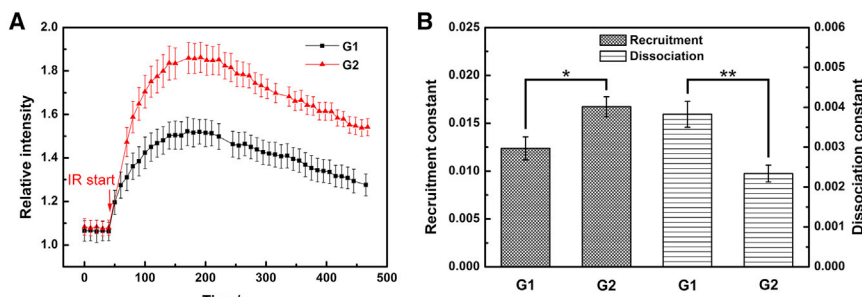 A
Relative intensity
2.0
1.8
1.6
1.4
1.2
1.0
G1
G2
IR start
0
100
200
300
400
500
B
Recruitment constant
0.025
0.020
0.015
0.010
0.005
0.000
Recruitment
Dissociation
*
**
G1
G2
G1
G2
0.006
0.005
0.004
0.003
0.002
0.001
0.000
Dissociation constant